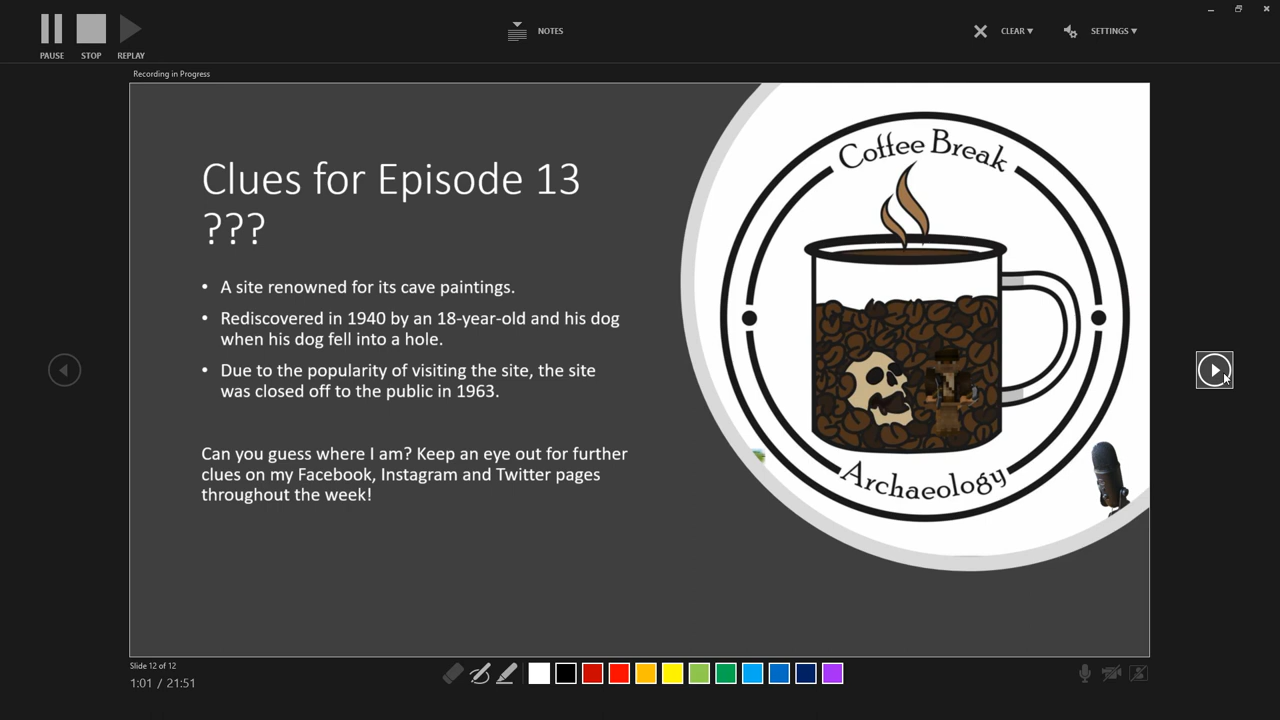 PAUSE
STOP
REPLAY
NOTES
CLEAR
SETTINGS
Recording in Progress
Clues for Episode 13
???
• A site renowned for its cave paintings.
• Rediscovered in 1940 by an 18-year-old and his dog
when his dog fell into a hole.
• Due to the popularity of visiting the site, the site
was closed off to the public in 1963.
Can you guess where I am? Keep an eye out for further
clues on my Facebook, Instagram and Twitter pages
throughout the week!
Coffee Break
Archaeology
Slide 12 of 12
1:01 / 21:51